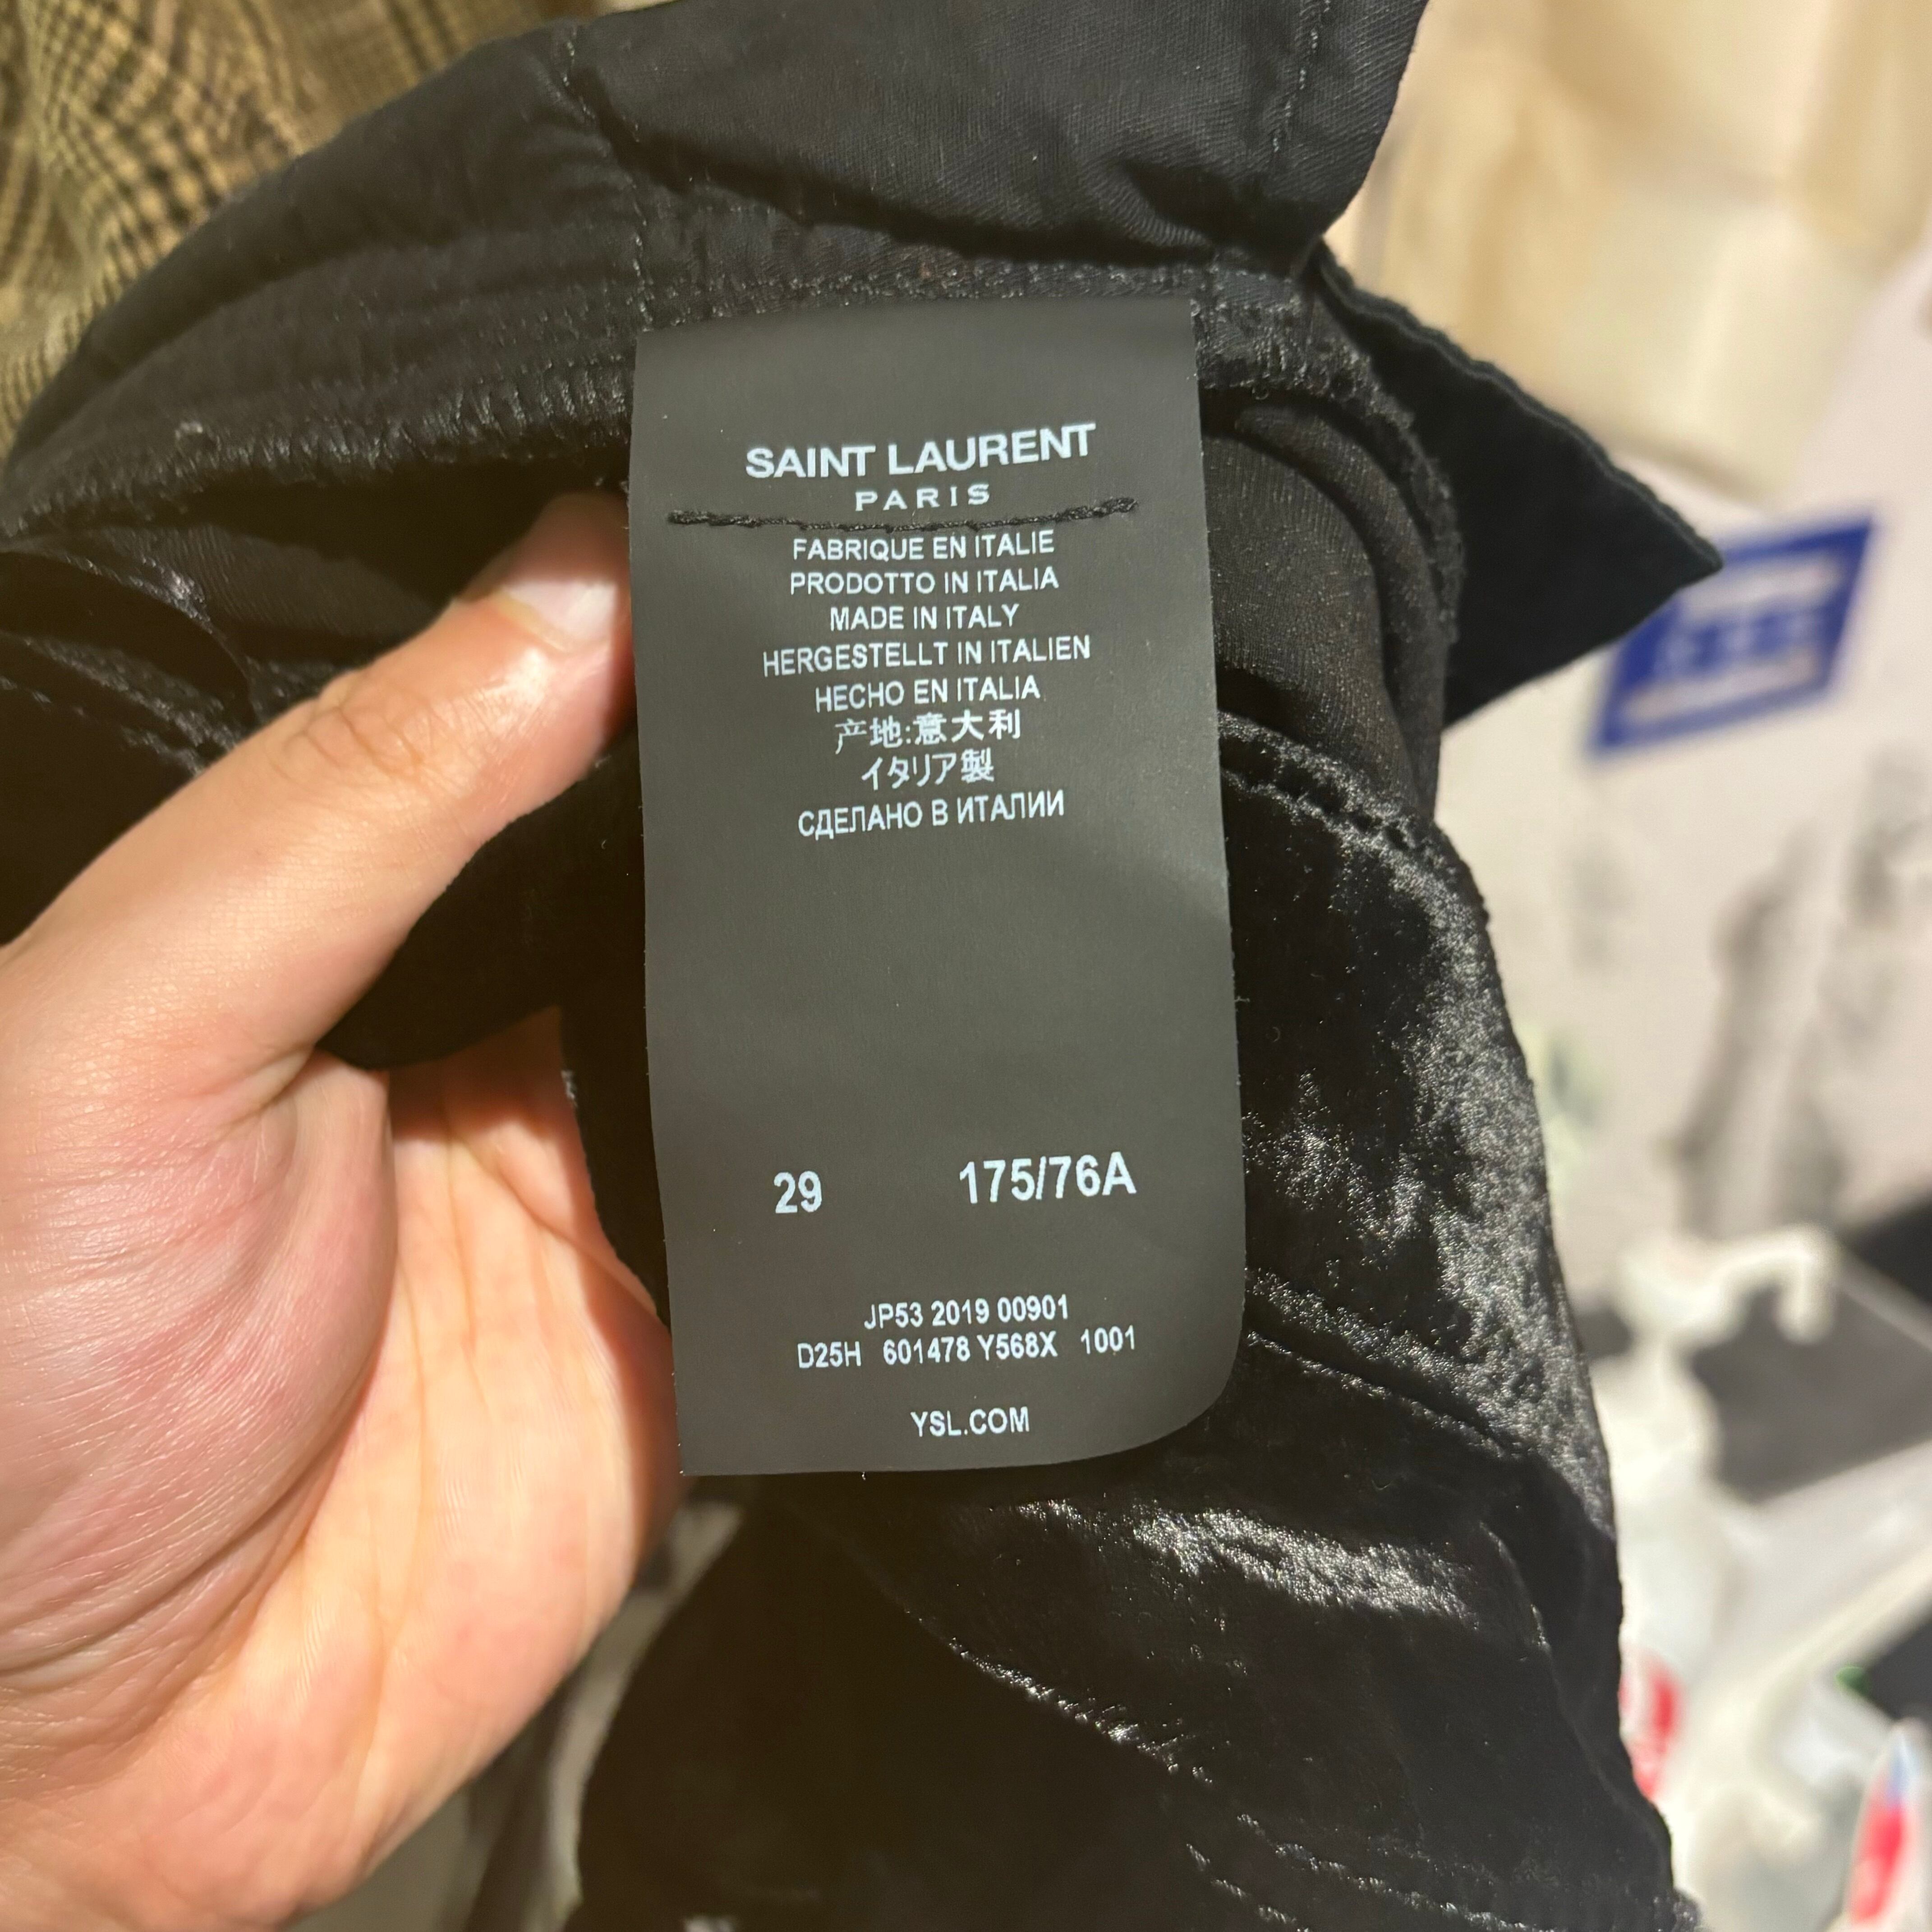 SAINT LAURENT
PARIS
FABRIQUE EN ITALIE
PRODOTTO IN ITALIA
MADE IN ITALY
HERGESTELLT IN ITALIEN
HECHO EN ITALIA
产地:意大利
イタリア製
СДЕЛАНО В ИТАЛИИ
29 175/76A
JP53 2019 00901
D25H 601478 Y568X 1001
YSL.COM